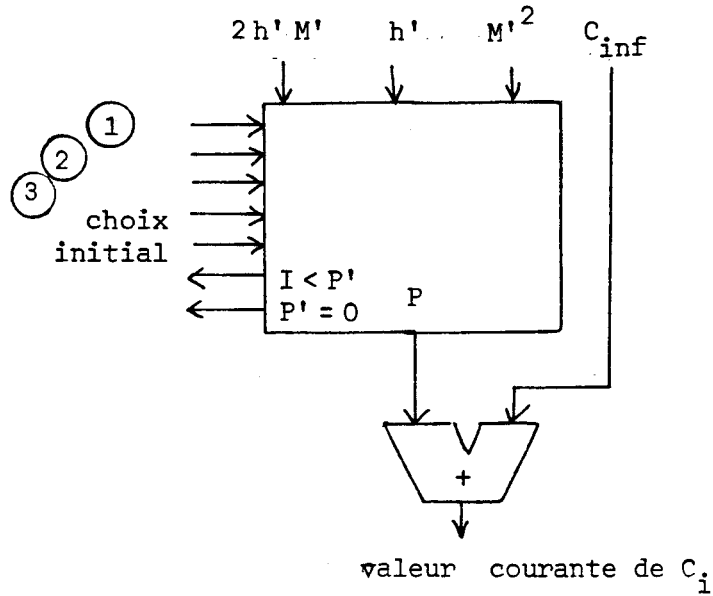 2h'M' h' M'² C_inf
1
2
3
choix
initial
I < P'
P' = 0
P
+
valeur courante de C_i